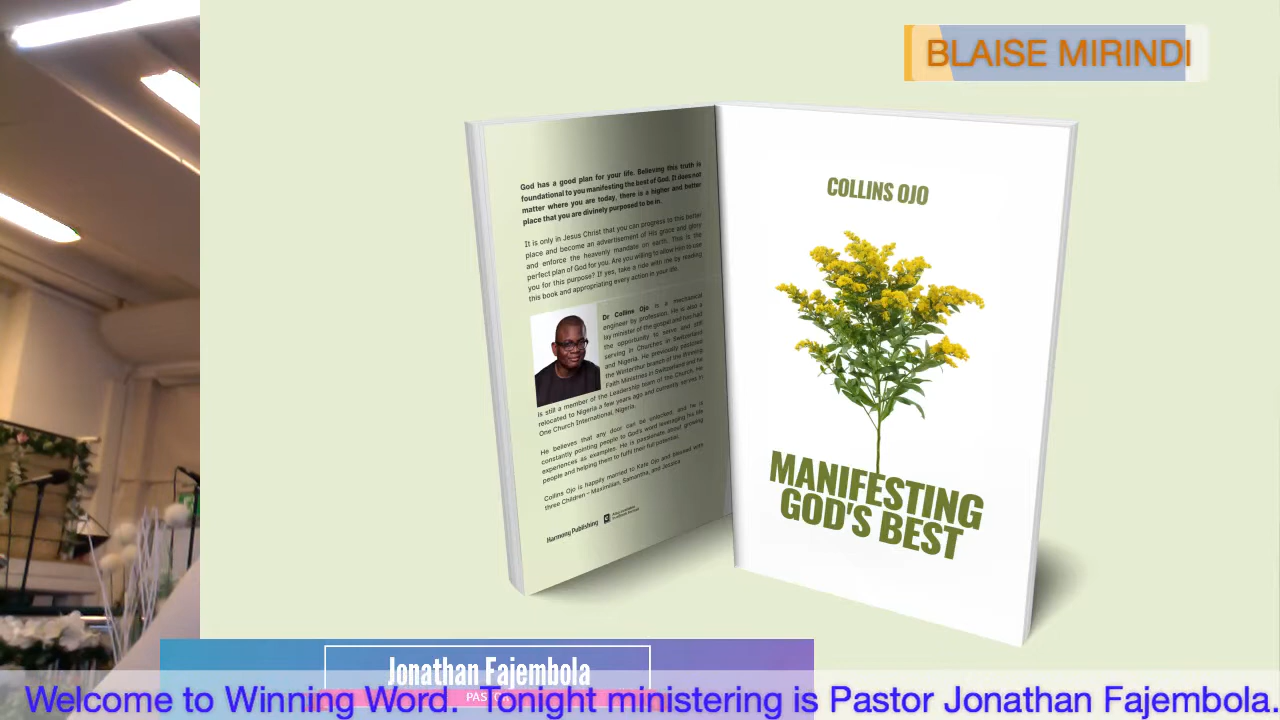 BLAISE MIRINDI
God has a good plan for your life. Believing this truth is
foundational to you manifesting the best of God. It does not
matter where you are today, there is a higher and better
place that you are divinely purposed to be in.
It is only in Jesus Christ that you can progress to this better
place and become an advertisement of His grace and glory
and enforce the heavenly mandate on earth. This is the
perfect plan of God for you. Are you willing to allow Him to use
you for this purpose? If yes, take a ride with me by reading
this book and appropriating every action in your life.
Dr Collins Ojo is a mechanical
engineer by profession. He is also a
lay minister of the gospel and has had
the opportunity to serve and still
serving in Churches in Switzerland
and Nigeria. He previously pastored
the Winterthur branch of the Winning
Faith Ministries in Switzerland and he
is still a member of the Leadership team of the Church. He
relocated to Nigeria a few years ago and currently serves in
One Church International, Nigeria.
He believes that any door can be unlocked, and he is
constantly pointing people to God's word leveraging his life
experiences as examples. He is passionate about growing
people and helping them to fulfil their full potential.
Collins Ojo is happily married to Kate Ojo and blessed with
three Children – Maximilian, Samantha, and Jessica
Harmony Publishing
COLLINS OJO
MANIFESTING
GOD'S BEST
Jonathan Fajembola
Welcome to Winning Word. Tonight ministering is Pastor Jonathan Fajembola.